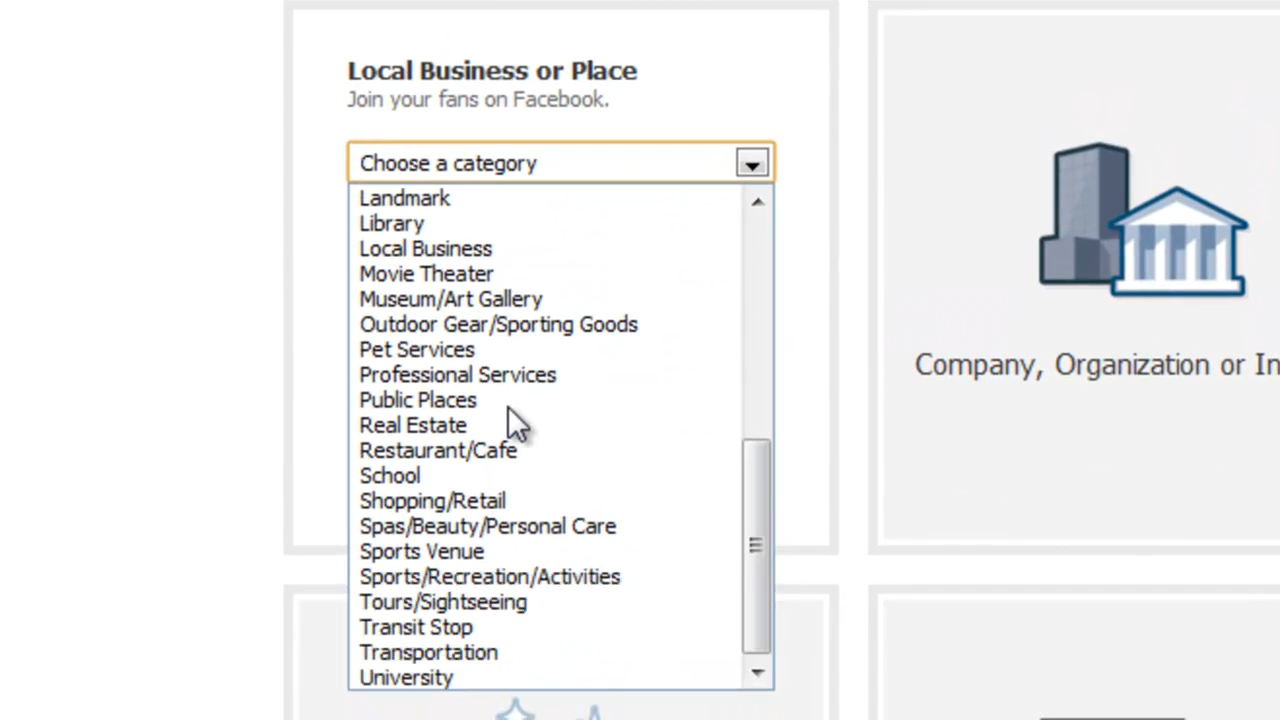 Local Business or Place
Join your fans on Facebook.
Choose a category
Landmark
Library
Local Business
Movie Theater
Museum/Art Gallery
Outdoor Gear/Sporting Goods
Pet Services
Professional Services
Public Places
Real Estate
Restaurant/Cafe
School
Shopping/Retail
Spas/Beauty/Personal Care
Sports Venue
Sports/Recreation/Activities
Tours/Sightseeing
Transit Stop
Transportation
University
Company, Organization or In